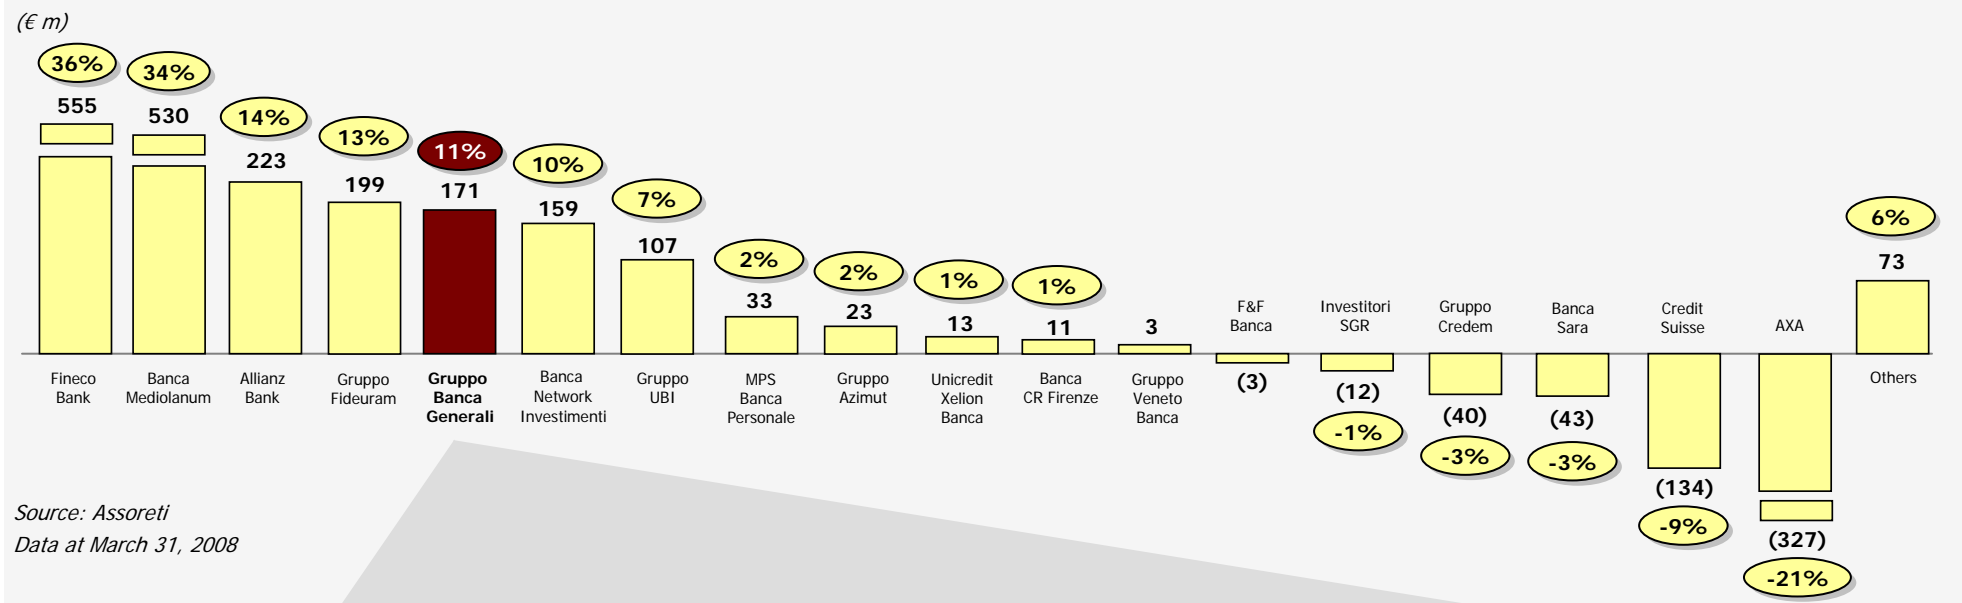 (€ m)
36%
34%
14%
13%
11%
10%
7%
2%
2%
1%
1%
6%
555
530
223
199
171
159
107
33
23
13
11
3
73
F&F
Banca
Investitori
SGR
Gruppo
Credem
Banca
Sara
Credit
Suisse
AXA
Fineco
Bank
Banca
Mediolanum
Allianz
Bank
Gruppo
Fideuram
Gruppo
Banca
Generali
Banca
Network
Investimenti
Gruppo
UBI
MPS
Banca
Personale
Gruppo
Azimut
Unicredit
Xelion
Banca
Banca
CR Firenze
Gruppo
Veneto
Banca
Others
(3)
(12)
(40)
(43)
(134)
(327)
-1%
-3%
-3%
-9%
-21%
Source: Assoreti
Data at March 31, 2008